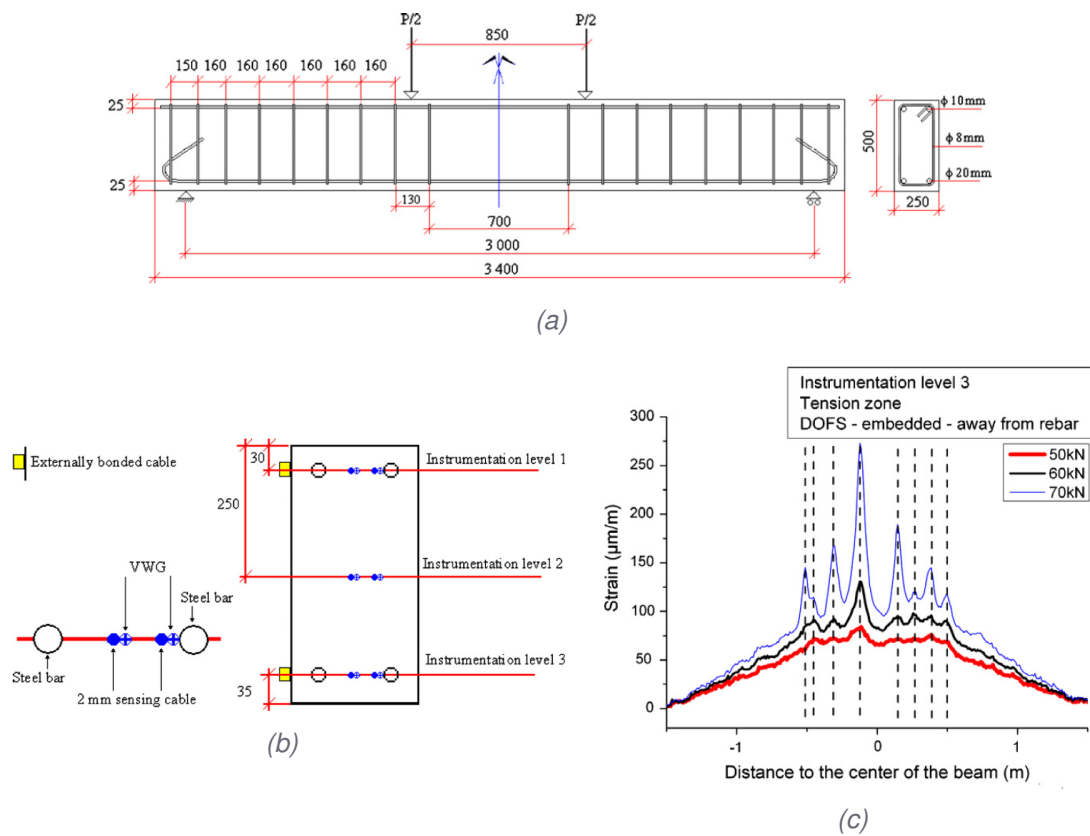 P/2
P/2
850
150 160 160 160 160 160 160
25
500
ϕ10mm
ϕ8mm
ϕ20mm
25
250
130
700
3 000
3 400
(a)
Externally bonded cable
30
Instrumentation level 1
250
VWG
Steel bar
Instrumentation level 2
Steel bar
2 mm sensing cable
Instrumentation level 3
35
(b)
Instrumentation level 3
Tension zone
DOFS - embedded - away from rebar
50kN
60kN
70kN
Strain (µm/m)
300
250
200
150
100
50
0
-1 0 1
Distance to the center of the beam (m)
(c)